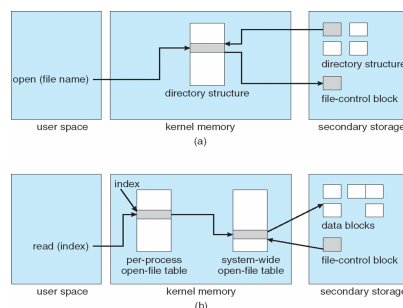 open (file name)
directory structure
directory structure
file-control block
user space
kernel memory
secondary storage
(a)
index
read (index)
per-process
open-file table
system-wide
open-file table
data blocks
file-control block
user space
kernel memory
secondary storage
(b)